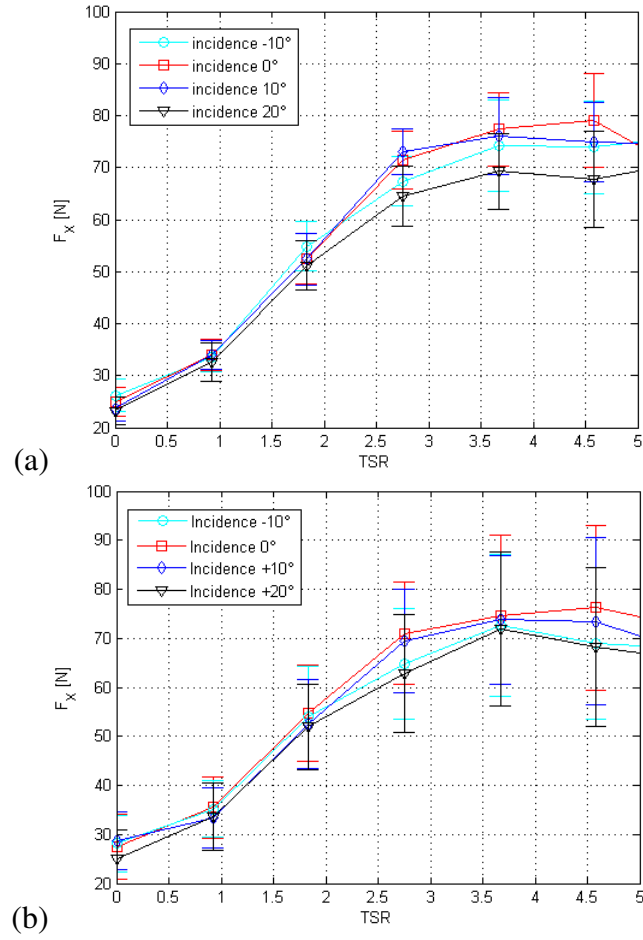 (a)
100
90
80
70
60
50
40
30
20
F_X [N]
incidence -10°
incidence 0°
incidence 10°
incidence 20°
0 0.5 1 1.5 2 2.5 3 3.5 4 4.5 5
TSR
(b)
100
90
80
70
60
50
40
30
20
F_X [N]
Incidence -10°
Incidence 0°
Incidence +10°
Incidence +20°
0 0.5 1 1.5 2 2.5 3 3.5 4 4.5 5
TSR